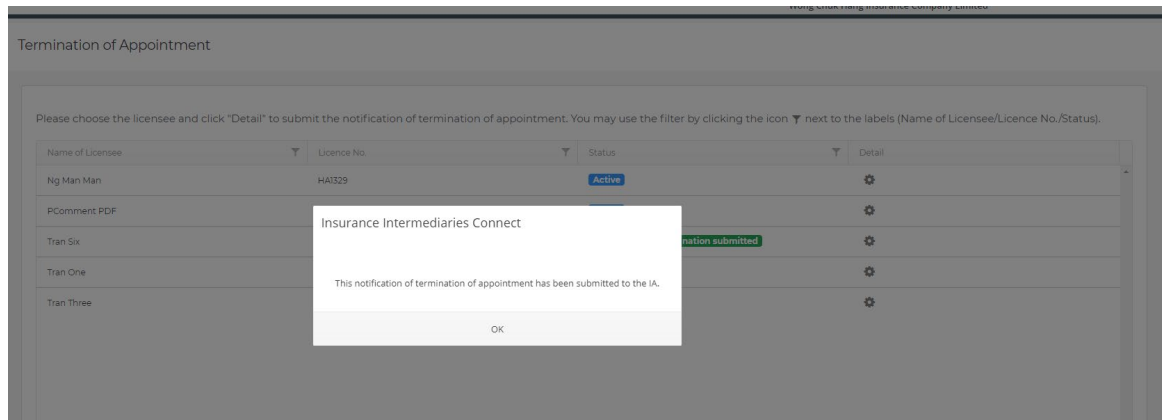 Wong Chuk Hang Insurance Company Limited
Termination of Appointment
Please choose the licensee and click "Detail" to submit the notification of termination of appointment. You may use the filter by clicking the icon next to the labels (Name of Licensee/Licence No./Status).
Name of Licensee Licence No. Status Detail
Ng Man Man HA1329 Active
PComment PDF
Insurance Intermediaries Connect
Tran Six nation submitted
Tran One
This notification of termination of appointment has been submitted to the IA.
Tran Three
OK